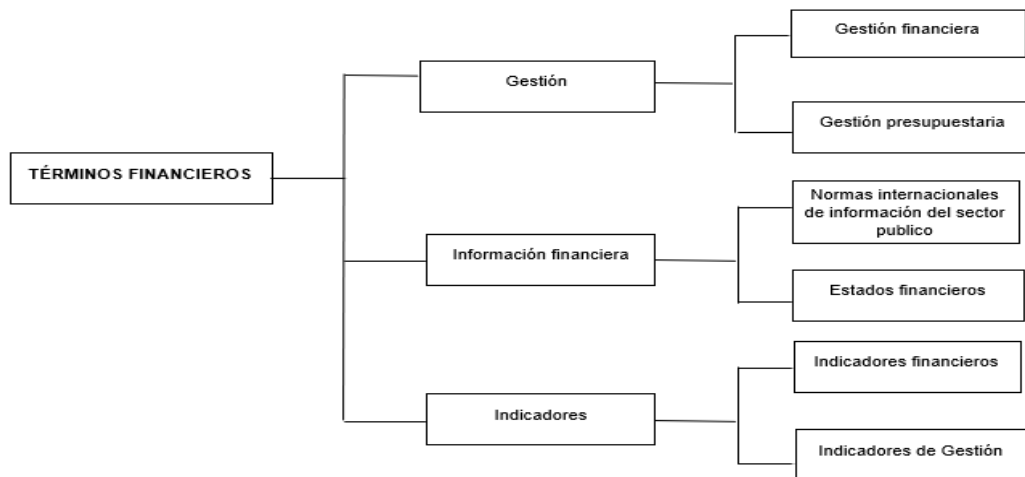 TÉRMINOS FINANCIEROS
Gestión
Gestión financiera
Gestión presupuestaria
Información financiera
Normas internacionales
de información del sector
publico
Estados financieros
Indicadores
Indicadores financieros
Indicadores de Gestión